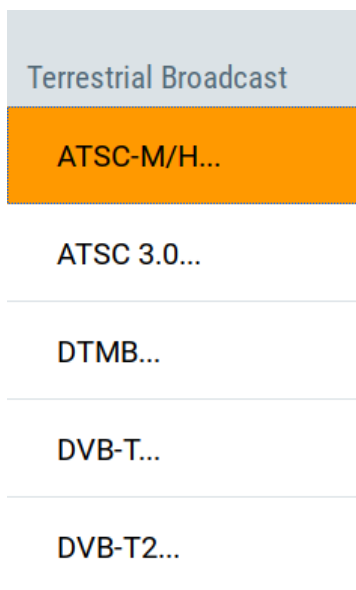 Terrestrial Broadcast
ATSC-M/H...
ATSC 3.0...
DTMB...
DVB-T...
DVB-T2...